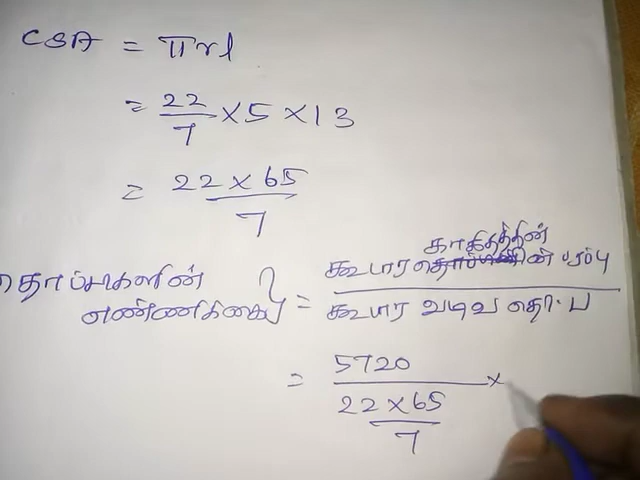 CSA = πrl
= 22/7 × 5 × 13
= 22 × 65 / 7
தொப்பிகளின் எண்ணிக்கை } = காகிதத்தின் பரப்பு / கூம்பு வடிவ தொ.ப
= 5720 / (22 × 65 / 7) ×